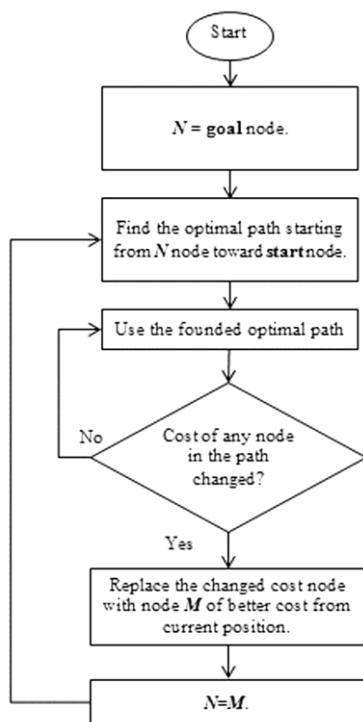 Start
N = goal node.
Find the optimal path starting
from N node toward start node.
Use the founded optimal path
No
Cost of any node
in the path
changed?
Yes
Replace the changed cost node
with node M of better cost from
current position.
N=M.